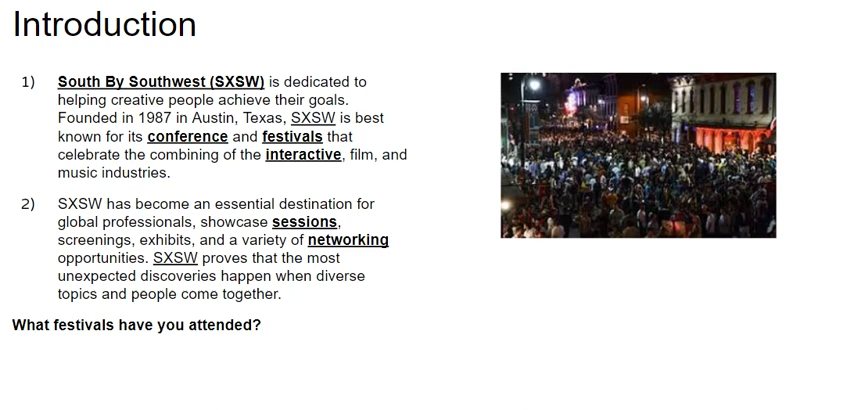 Introduction
1) South By Southwest (SXSW) is dedicated to
helping creative people achieve their goals.
Founded in 1987 in Austin, Texas, SXSW is best
known for its conference and festivals that
celebrate the combining of the interactive, film, and
music industries.
2) SXSW has become an essential destination for
global professionals, showcase sessions,
screenings, exhibits, and a variety of networking
opportunities. SXSW proves that the most
unexpected discoveries happen when diverse
topics and people come together.
What festivals have you attended?